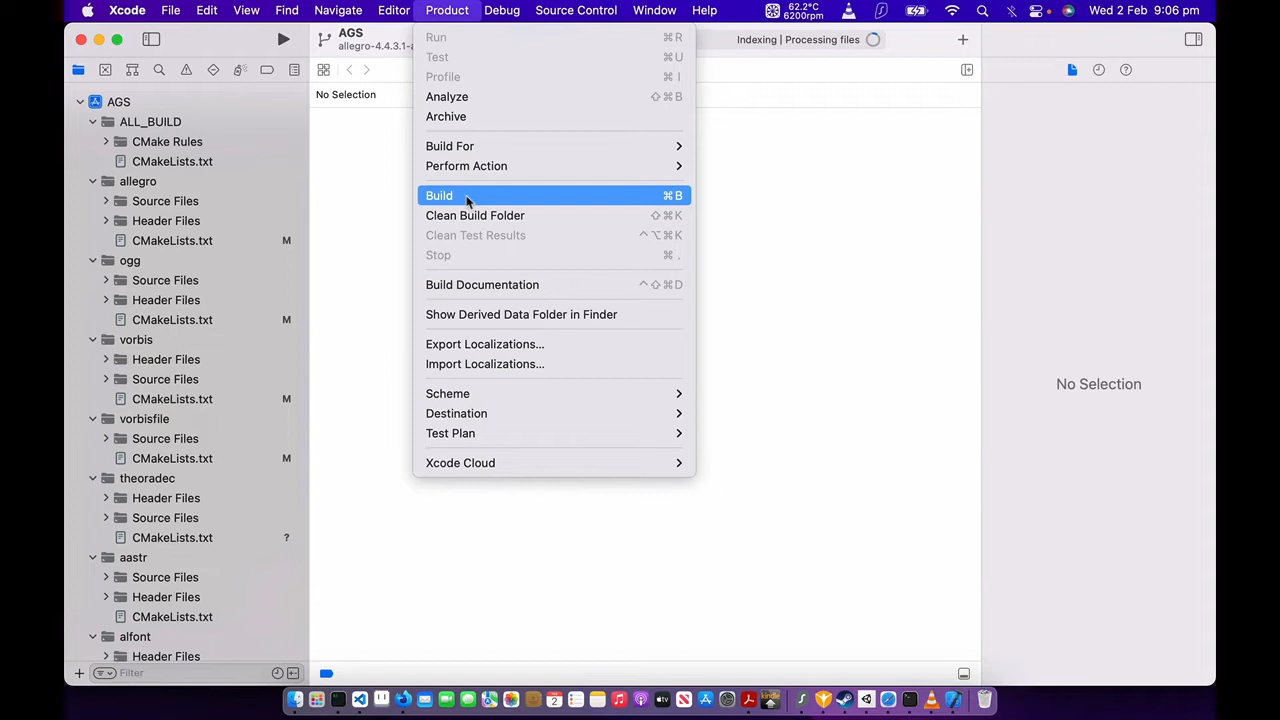 Xcode File Edit View Find Navigate Editor Product Debug Source Control Window Help 62.2°C 6200rpm Wed 2 Feb 9:06 pm
AGS
allegro-4.4.3.1-a
Indexing | Processing files
No Selection
Run ⌘R
Test ⌘U
Profile ⌘I
Analyze ⇧⌘B
Archive
Build For
Perform Action
Build ⌘B
Clean Build Folder ⇧⌘K
Clean Test Results ^⌥⌘K
Stop ⌘.
Build Documentation ^⇧⌘D
Show Derived Data Folder in Finder
Export Localizations...
Import Localizations...
Scheme
Destination
Test Plan
Xcode Cloud
AGS
ALL_BUILD
CMake Rules
CMakeLists.txt
allegro
Source Files
Header Files
CMakeLists.txt M
ogg
Source Files
Header Files
CMakeLists.txt M
vorbis
Header Files
Source Files
CMakeLists.txt M
vorbisfile
Source Files
CMakeLists.txt M
theoradec
Header Files
Source Files
CMakeLists.txt ?
aastr
Source Files
Header Files
CMakeLists.txt
alfont
Header Files
Filter
No Selection